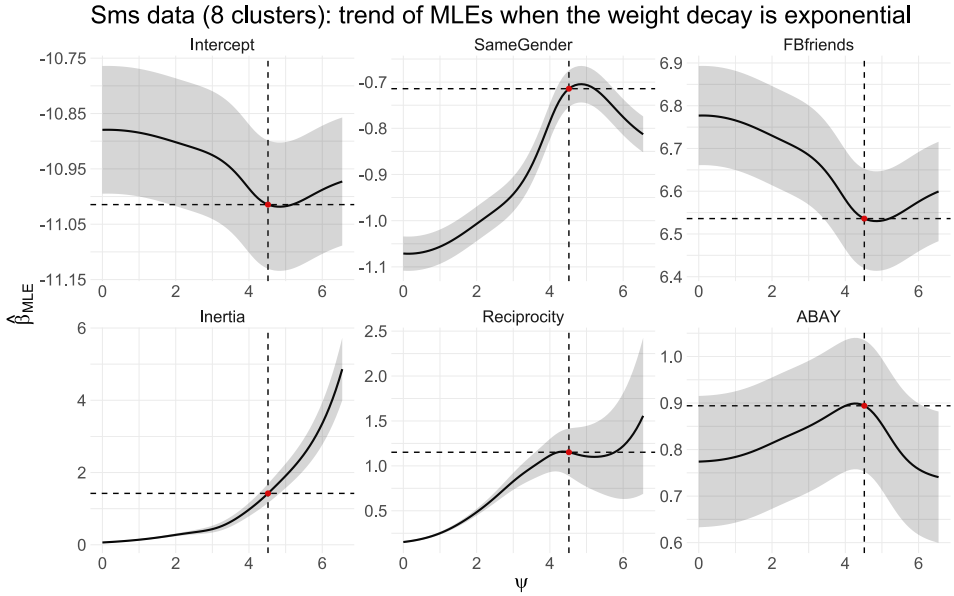 Sms data (8 clusters): trend of MLEs when the weight decay is exponential
Intercept
-10.75
-10.85
-10.95
-11.05
-11.15
0 2 4 6
SameGender
-0.7
-0.8
-0.9
-1.0
-1.1
0 2 4 6
FBfriends
6.9
6.8
6.7
6.6
6.5
6.4
0 2 4 6
β̂MLE
Inertia
6
4
2
0
0 2 4 6
Reciprocity
2.5
2.0
1.5
1.0
0.5
0 2 4 6
ABAY
1.0
0.9
0.8
0.7
0.6
0 2 4 6
ψ